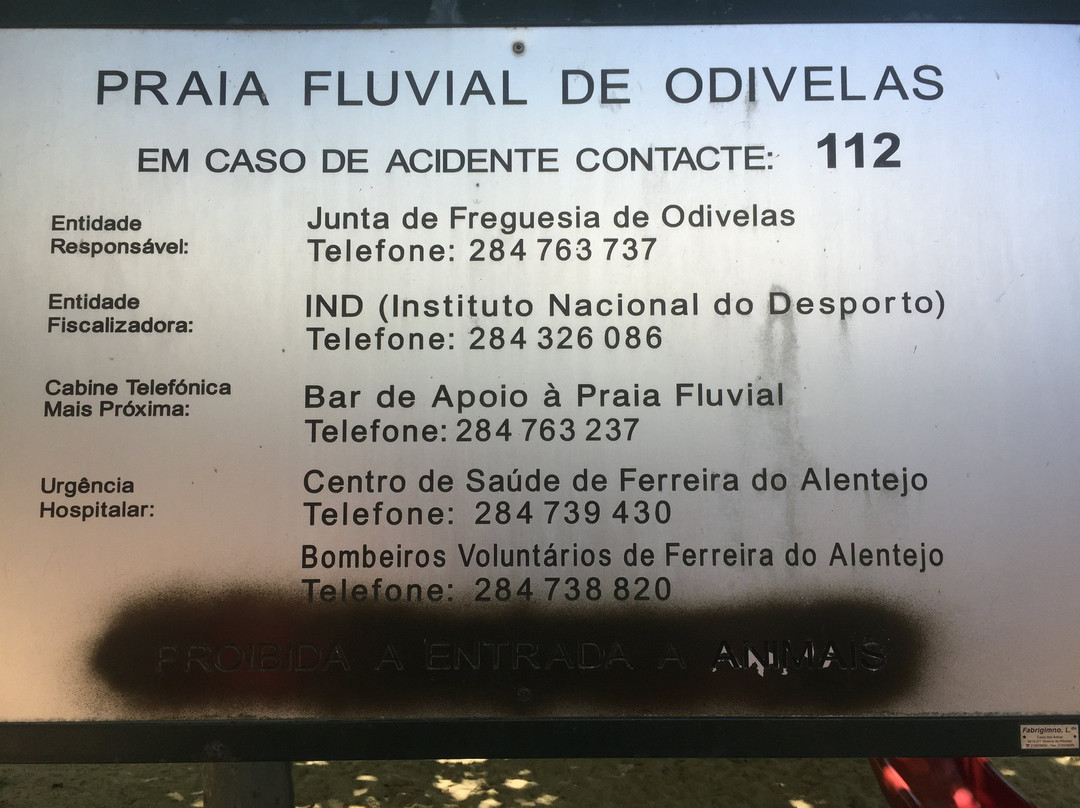 PRAIA FLUVIAL DE ODIVELAS
EM CASO DE ACIDENTE CONTACTE: 112
Entidade
Responsável:
Junta de Freguesia de Odivelas
Telefone: 284 763 737
Entidade
Fiscalizadora:
IND (Instituto Nacional do Desporto)
Telefone: 284 326 086
Cabine Telefónica
Mais Próxima:
Bar de Apoio à Praia Fluvial
Telefone: 284 763 237
Urgência
Hospitalar:
Centro de Saúde de Ferreira do Alentejo
Telefone: 284 739 430
Bombeiros Voluntários de Ferreira do Alentejo
Telefone: 284 738 820
PROIBIDA A ENTRADA A ANIMAIS
Fabrigimno, L.da